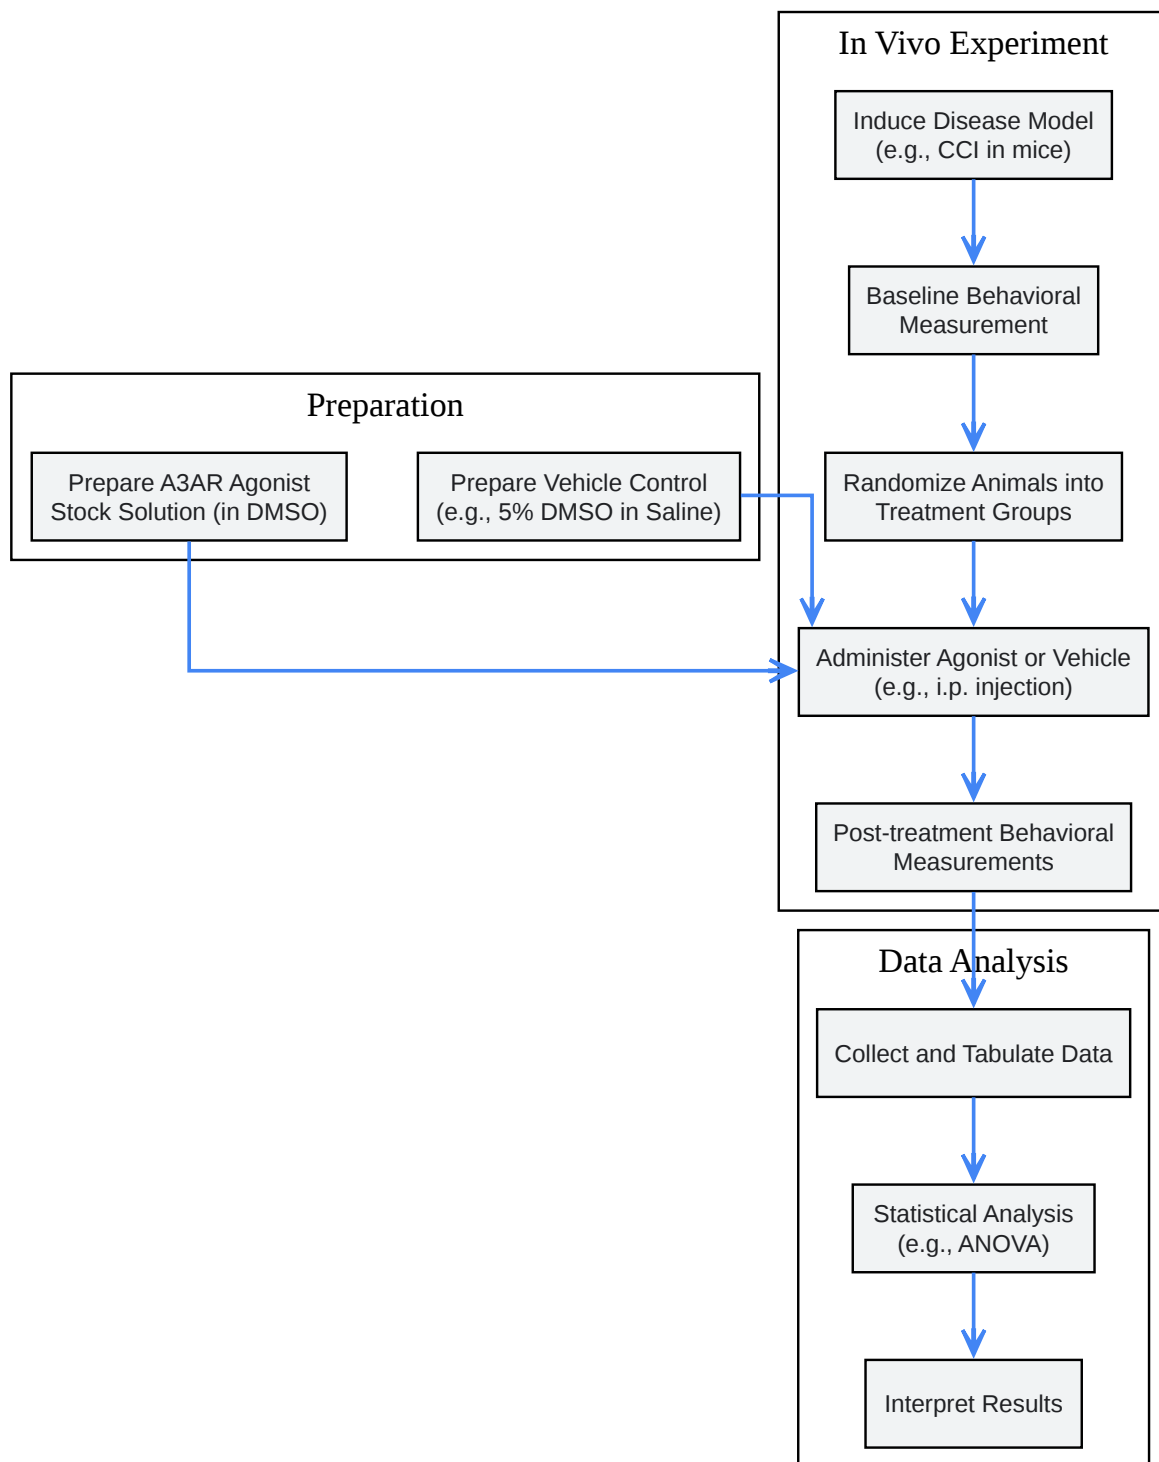 In Vivo Experiment
Induce Disease Model
(e.g., CCI in mice)
Baseline Behavioral
Measurement
Preparation
Prepare A3AR Agonist
Stock Solution (in DMSO)
Prepare Vehicle Control
(e.g., 5% DMSO in Saline)
Randomize Animals into
Treatment Groups
Administer Agonist or Vehicle
(e.g., i.p. injection)
Post-treatment Behavioral
Measurements
Data Analysis
Collect and Tabulate Data
Statistical Analysis
(e.g., ANOVA)
Interpret Results